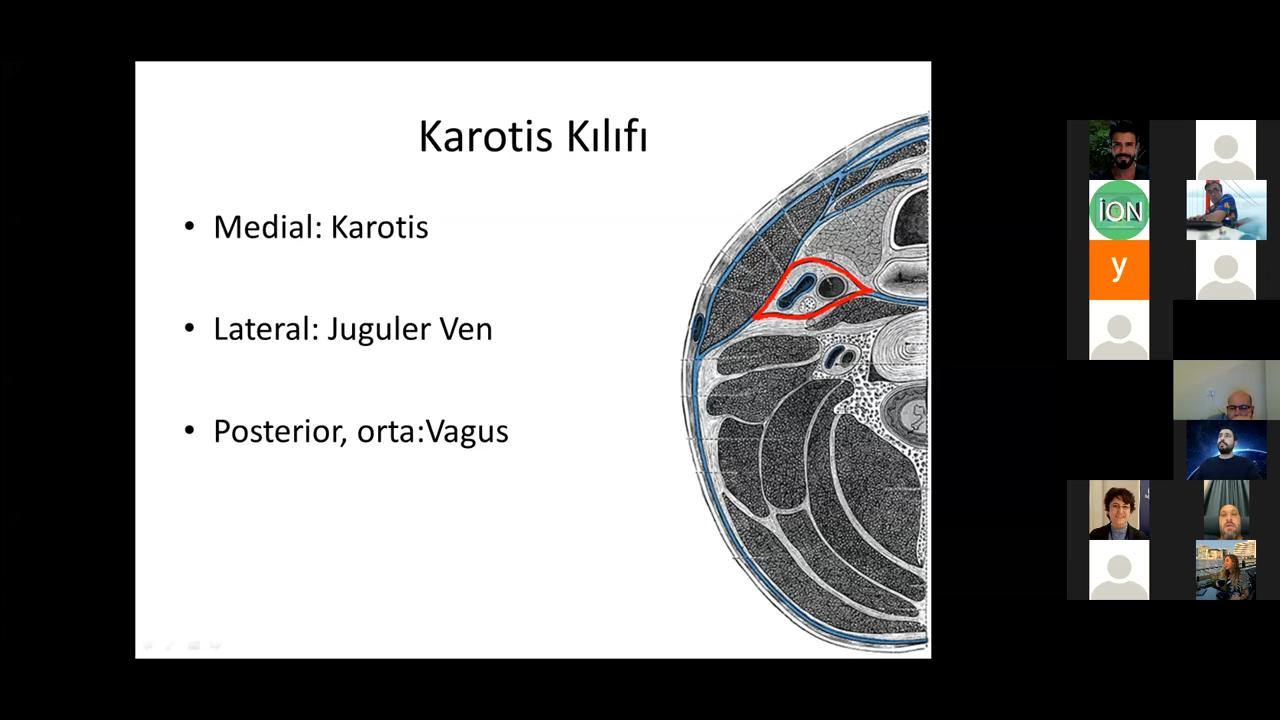 Karotis Kılıfı
• Medial: Karotis
• Lateral: Juguler Ven
• Posterior, orta:Vagus
İON
y